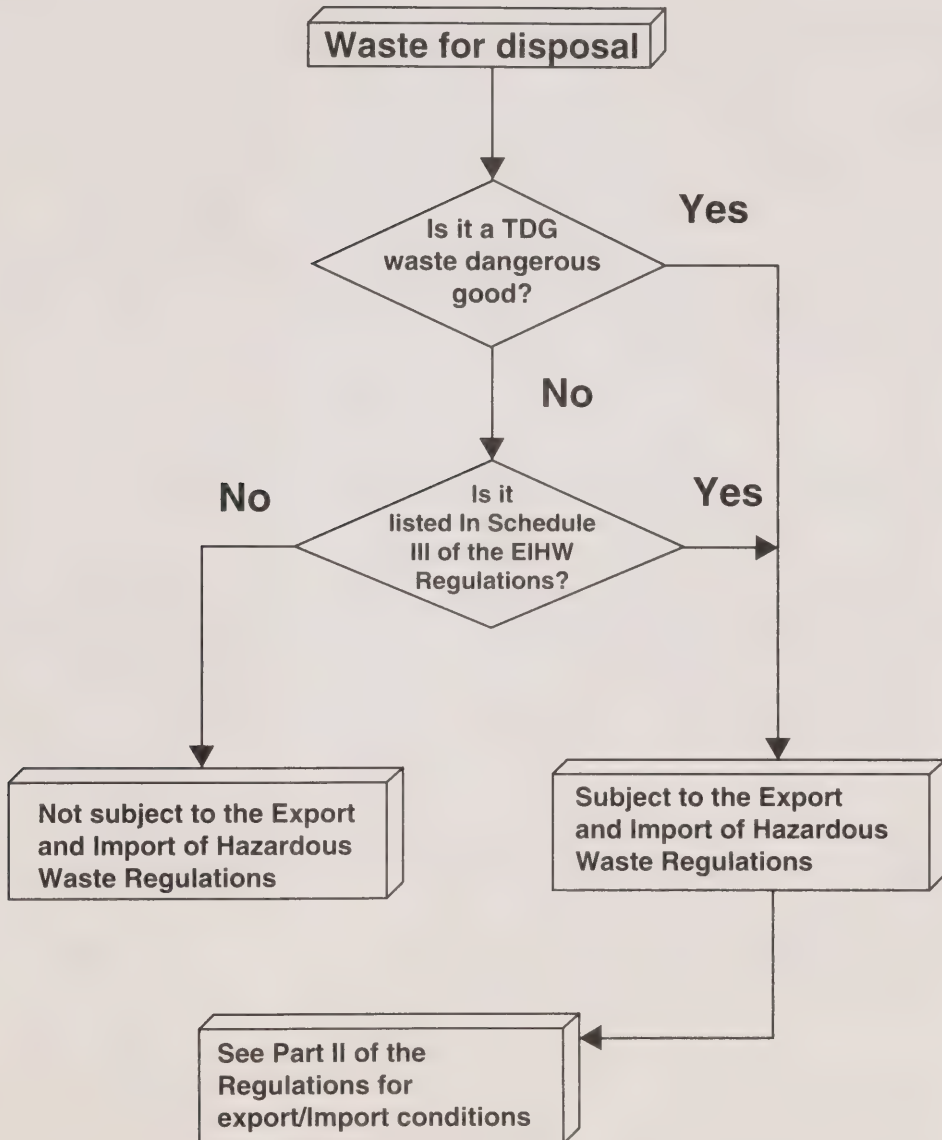 Waste for disposal
Is it a TDG
waste dangerous
good?
Yes
No
Is it
listed In Schedule
III of the EIHW
Regulations?
No
Yes
Not subject to the Export
and Import of Hazardous
Waste Regulations
Subject to the Export
and Import of Hazardous
Waste Regulations
See Part II of the
Regulations for
export/Import conditions